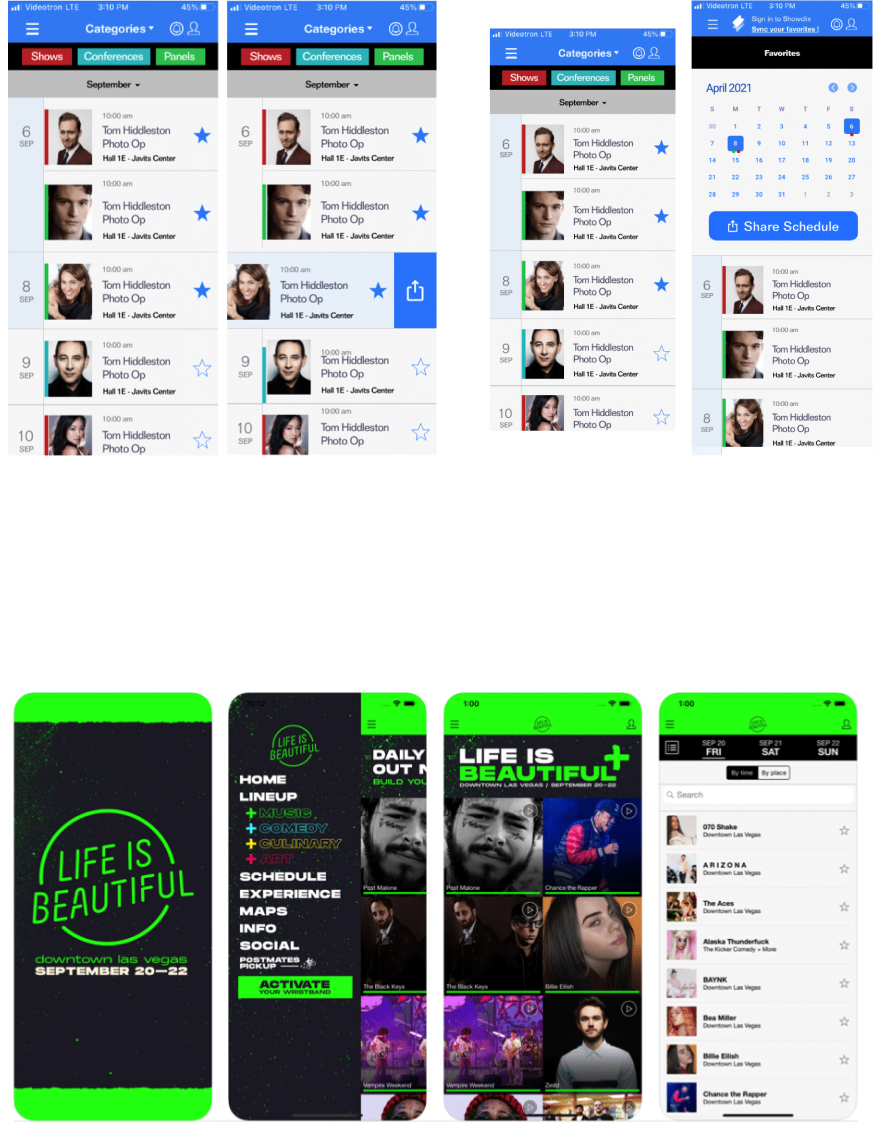 Videotron LTE 3:10 PM 45%
Categories
Shows Conferences Panels
September
10:00 am
6 Tom Hiddleston
SEP Photo Op
Hall 1E - Javits Center
10:00 am
Tom Hiddleston
Photo Op
Hall 1E - Javits Center
10:00 am
8 Tom Hiddleston
SEP Photo Op
Hall 1E - Javits Center
10:00 am
9 Tom Hiddleston
SEP Photo Op
Hall 1E - Javits Center
10:00 am
10 Tom Hiddleston
SEP Photo Op
Videotron LTE 3:10 PM 45%
Categories
Shows Conferences Panels
September
10:00 am
6 Tom Hiddleston
SEP Photo Op
Hall 1E - Javits Center
10:00 am
Tom Hiddleston
Photo Op
Hall 1E - Javits Center
10:00 am
Tom Hiddleston
Photo Op
Hall 1E - Javits Center
10:00 am
9 Tom Hiddleston
SEP Photo Op
Hall 1E - Javits Center
10:00 am
10 Tom Hiddleston
SEP Photo Op
Videotron LTE 3:10 PM 45%
Categories
Shows Conferences Panels
September
10:00 am
6 Tom Hiddleston
SEP Photo Op
Hall 1E - Javits Center
10:00 am
Tom Hiddleston
Photo Op
Hall 1E - Javits Center
10:00 am
8 Tom Hiddleston
SEP Photo Op
Hall 1E - Javits Center
10:00 am
9 Tom Hiddleston
SEP Photo Op
Hall 1E - Javits Center
10:00 am
10 Tom Hiddleston
SEP Photo Op
Videotron LTE 3:10 PM 45%
Sign in to Showclix
Sync your favorites !
Favorites
April 2021
S M T W T F S
30 1 2 3 4 5 6
7 8 9 10 11 12 13
14 15 16 17 18 19 20
21 22 23 24 25 26 27
28 29 30 31 1 2 3
Share Schedule
10:00 am
6 Tom Hiddleston
SEP Photo Op
Hall 1E - Javits Center
10:00 am
Tom Hiddleston
Photo Op
Hall 1E - Javits Center
10:00 am
8 Tom Hiddleston
SEP Photo Op
Hall 1E - Javits Center
LIFE IS
BEAUTIFUL
downtown las vegas
SEPTEMBER 20—22
LIFE IS
BEAUTIFUL
HOME
LINEUP
+ MUSIC
+ COMEDY
+ CULINARY
+ ART
SCHEDULE
EXPERIENCE
MAPS
INFO
SOCIAL
POSTMATES
PICKUP
ACTIVATE
YOUR WRISTBAND
DAILY
OUT N
BUILD YOU
Post Malone
The Black Keys
Vampire Weekend
1:00
LIFE IS
BEAUTIFUL
LIFE IS
BEAUTIFUL+
DOWNTOWN LAS VEGAS / SEPTEMBER 20—22
Post Malone Chance the Rapper
The Black Keys Billie Eilish
Vampire Weekend Zedd
1:00
LIFE IS
BEAUTIFUL
SEP 20 SEP 21 SEP 22
FRI SAT SUN
By time By place
Search
070 Shake
Downtown Las Vegas
A R I Z O N A
Downtown Las Vegas
The Aces
Downtown Las Vegas
Alaska Thunderfuck
The Kicker Comedy + More
BAYNK
Downtown Las Vegas
Bea Miller
Downtown Las Vegas
Billie Eilish
Downtown Las Vegas
Chance the Rapper
Downtown Las Vegas